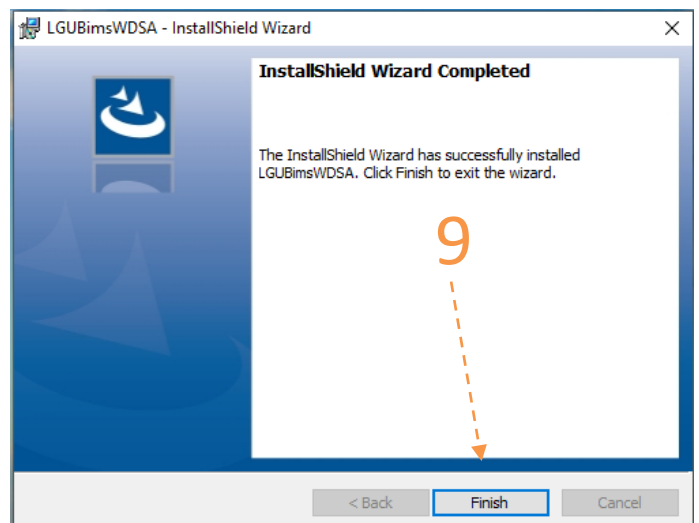 LGUBimsWDSA - InstallShield Wizard
InstallShield Wizard Completed
The InstallShield Wizard has successfully installed
LGUBimsWDSA. Click Finish to exit the wizard.
9
< Back Finish Cancel